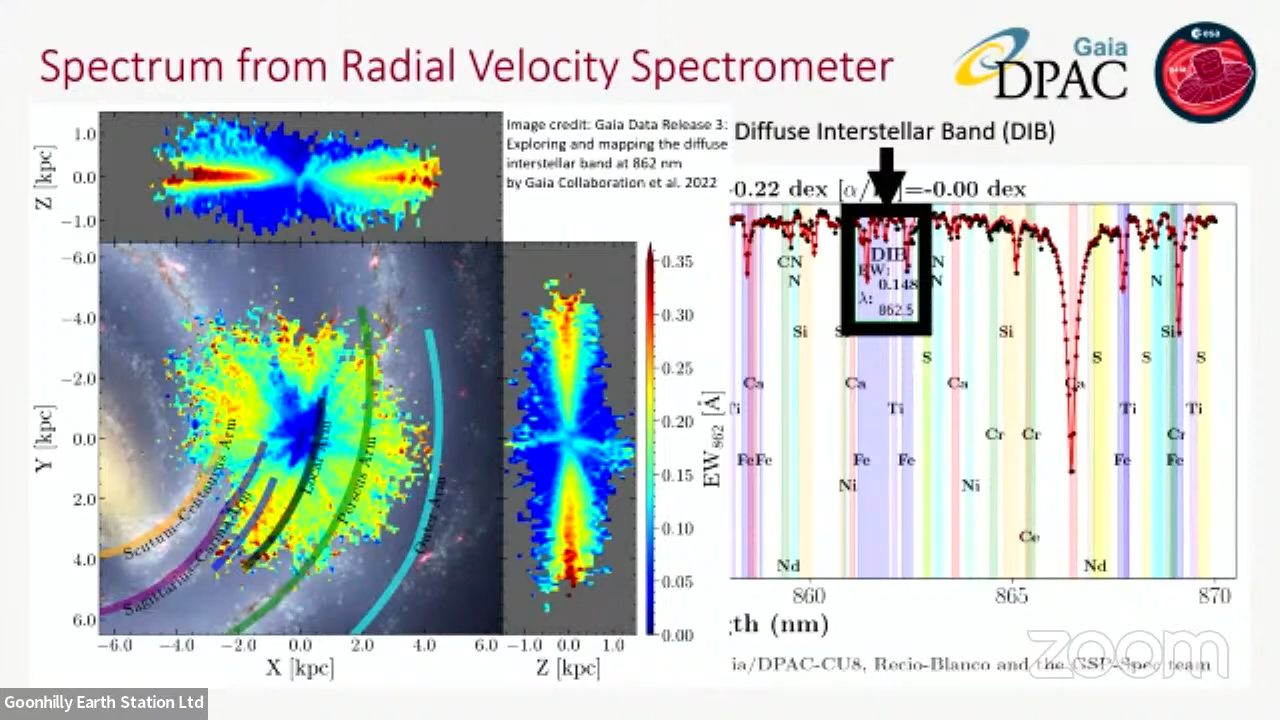 Spectrum from Radial Velocity Spectrometer
Gaia
DPAC
esa
gaia
Image credit: Gaia Data Release 3:
Exploring and mapping the diffuse
interstellar band at 862 nm
by Gaia Collaboration et al. 2022
Diffuse Interstellar Band (DIB)
-0.22 dex =-0.00 dex
Z [kpc]
1.0
0.0
−1.0
Y [kpc]
−6.0
−4.0
−2.0
0.0
2.0
4.0
6.0
Scutum-Centaurus Arm
Sagittarius-Carina Arm
Local Arm
Perseus Arm
Outer Arm
−6.0 −4.0 −2.0 0.0 2.0 4.0 6.0
X [kpc]
−1.0 0.0 1.0
Z [kpc]
0.35
0.30
0.25
0.20
0.15
0.10
0.05
0.00
EW862 [Å]
DIB
EW:
0.148
λ:
862.5
CN N
N N
Si Si Si
S S S S
Ca Ca Ca Ca
Ti Ti Ti
Cr Cr Cr
Fe Fe Fe Fe Fe Fe
Ni Ni
Ce
Nd Nd
N
860 865 870
th (nm)
ia/DPAC-CU8, Recio-Blanco and the GSP-Spec team
zoom
Goonhilly Earth Station Ltd